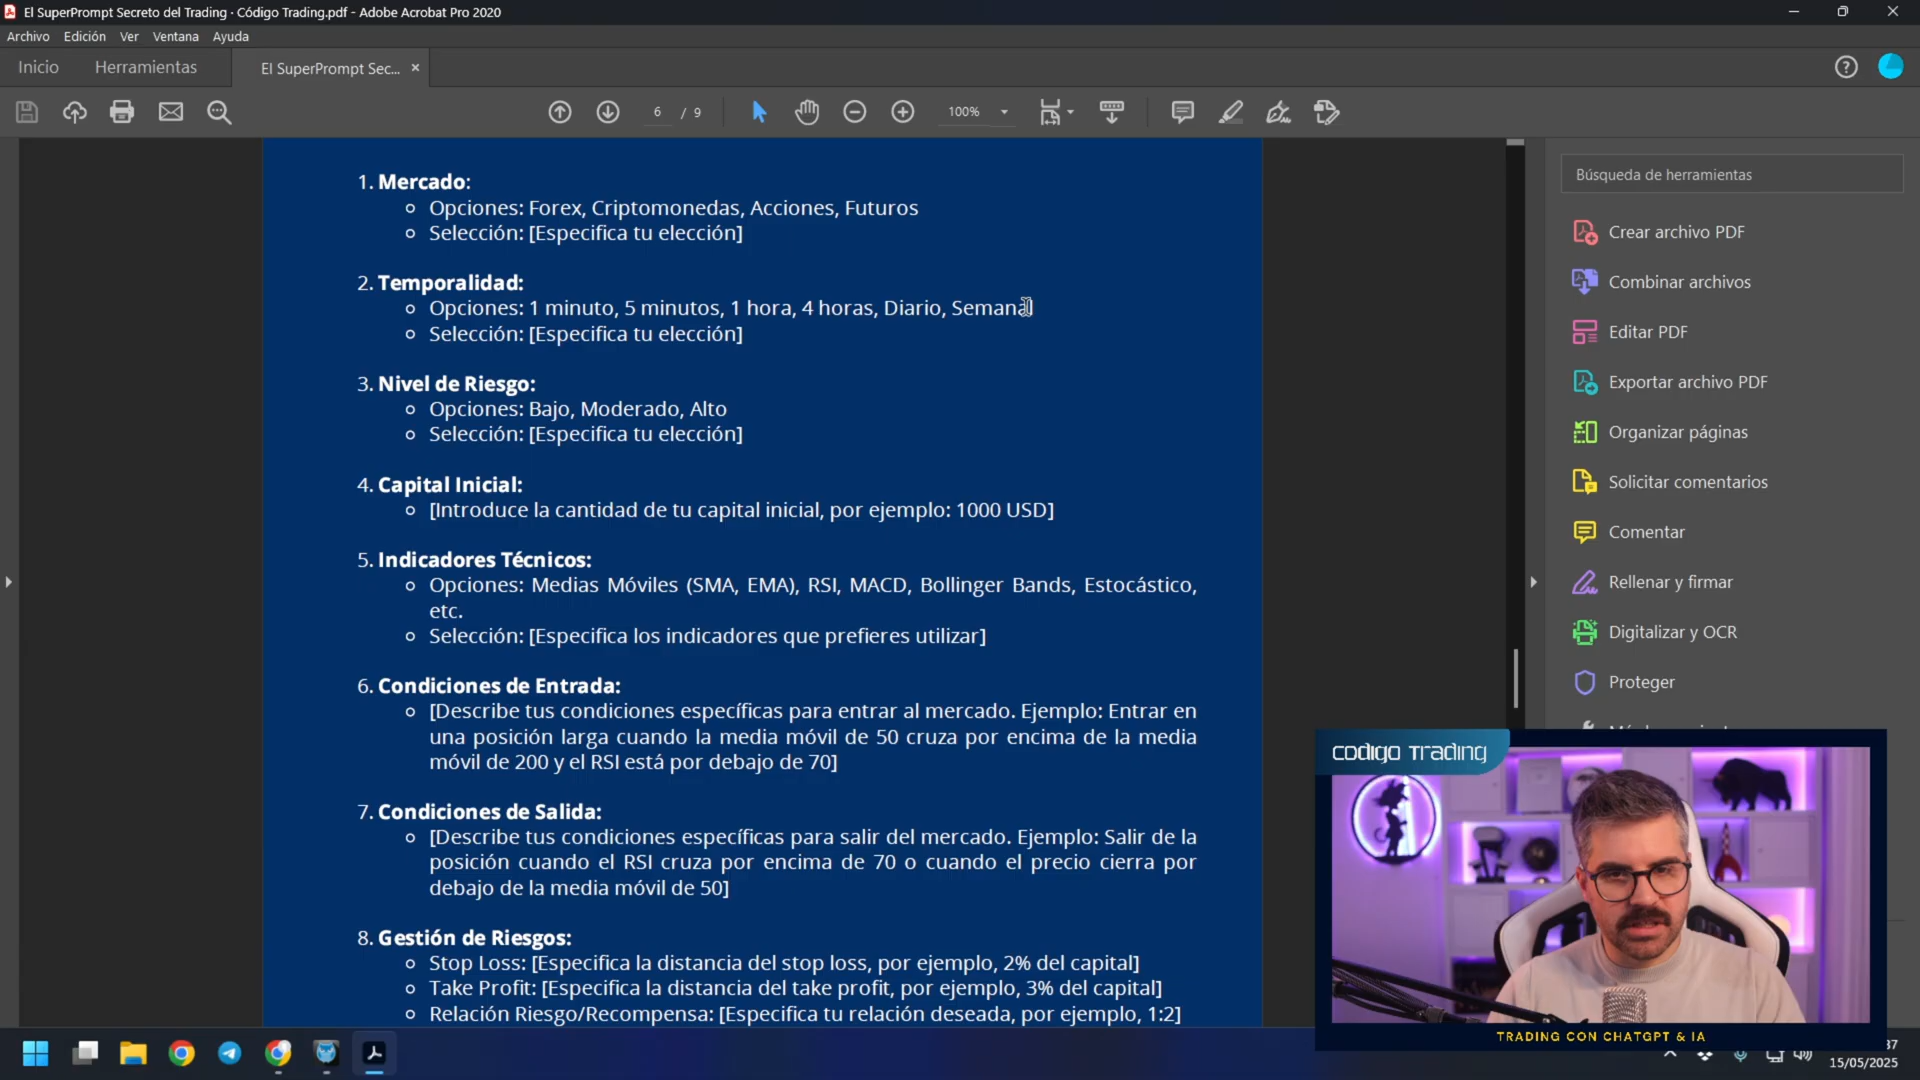 El SuperPrompt Secreto del Trading · Código Trading.pdf - Adobe Acrobat Pro 2020
Archivo Edición Ver Ventana Ayuda
Inicio Herramientas El SuperPrompt Sec... ×
6 / 9 100%
1. Mercado:
Opciones: Forex, Criptomonedas, Acciones, Futuros
Selección: [Especifica tu elección]
2. Temporalidad:
Opciones: 1 minuto, 5 minutos, 1 hora, 4 horas, Diario, Semanal
Selección: [Especifica tu elección]
3. Nivel de Riesgo:
Opciones: Bajo, Moderado, Alto
Selección: [Especifica tu elección]
4. Capital Inicial:
[Introduce la cantidad de tu capital inicial, por ejemplo: 1000 USD]
5. Indicadores Técnicos:
Opciones: Medias Móviles (SMA, EMA), RSI, MACD, Bollinger Bands, Estocástico,
etc.
Selección: [Especifica los indicadores que prefieres utilizar]
6. Condiciones de Entrada:
[Describe tus condiciones específicas para entrar al mercado. Ejemplo: Entrar en
una posición larga cuando la media móvil de 50 cruza por encima de la media
móvil de 200 y el RSI está por debajo de 70]
7. Condiciones de Salida:
[Describe tus condiciones específicas para salir del mercado. Ejemplo: Salir de la
posición cuando el RSI cruza por encima de 70 o cuando el precio cierra por
debajo de la media móvil de 50]
8. Gestión de Riesgos:
Stop Loss: [Especifica la distancia del stop loss, por ejemplo, 2% del capital]
Take Profit: [Especifica la distancia del take profit, por ejemplo, 3% del capital]
Relación Riesgo/Recompensa: [Especifica tu relación deseada, por ejemplo, 1:2]
Búsqueda de herramientas
Crear archivo PDF
Combinar archivos
Editar PDF
Exportar archivo PDF
Organizar páginas
Solicitar comentarios
Comentar
Rellenar y firmar
Digitalizar y OCR
Proteger
CODIGO TRADING
TRADING CON CHATGPT & IA
37
15/05/2025